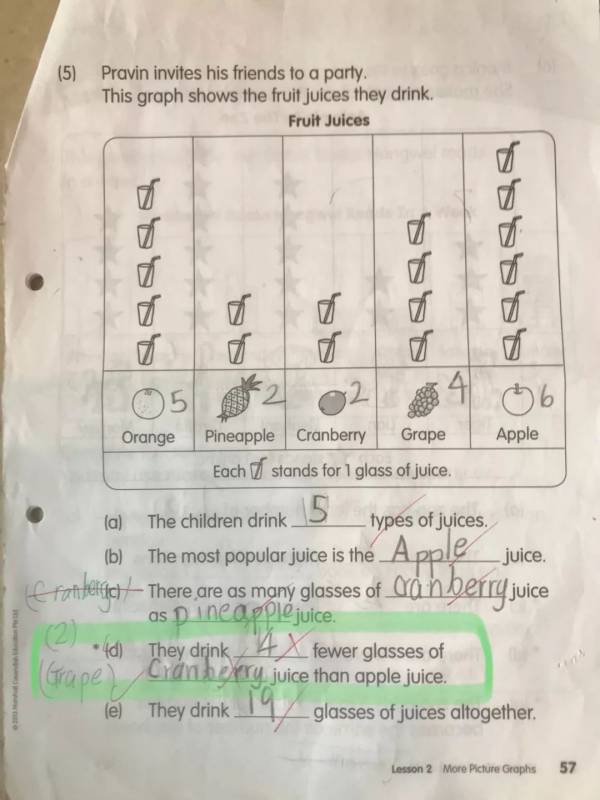 (5) Pravin invites his friends to a party.
This graph shows the fruit juices they drink.
Fruit Juices
5 2 2 4 6
Orange Pineapple Cranberry Grape Apple
Each stands for 1 glass of juice.
(a) The children drink 5 types of juices.
(b) The most popular juice is the Apple juice.
(Cranberry) (c) There are as many glasses of cranberry juice
as pineapple juice.
(2) *(d) They drink 4 fewer glasses of
(Grape) Cranberry juice than apple juice.
(e) They drink 19 glasses of juices altogether.
Lesson 2 More Picture Graphs 57